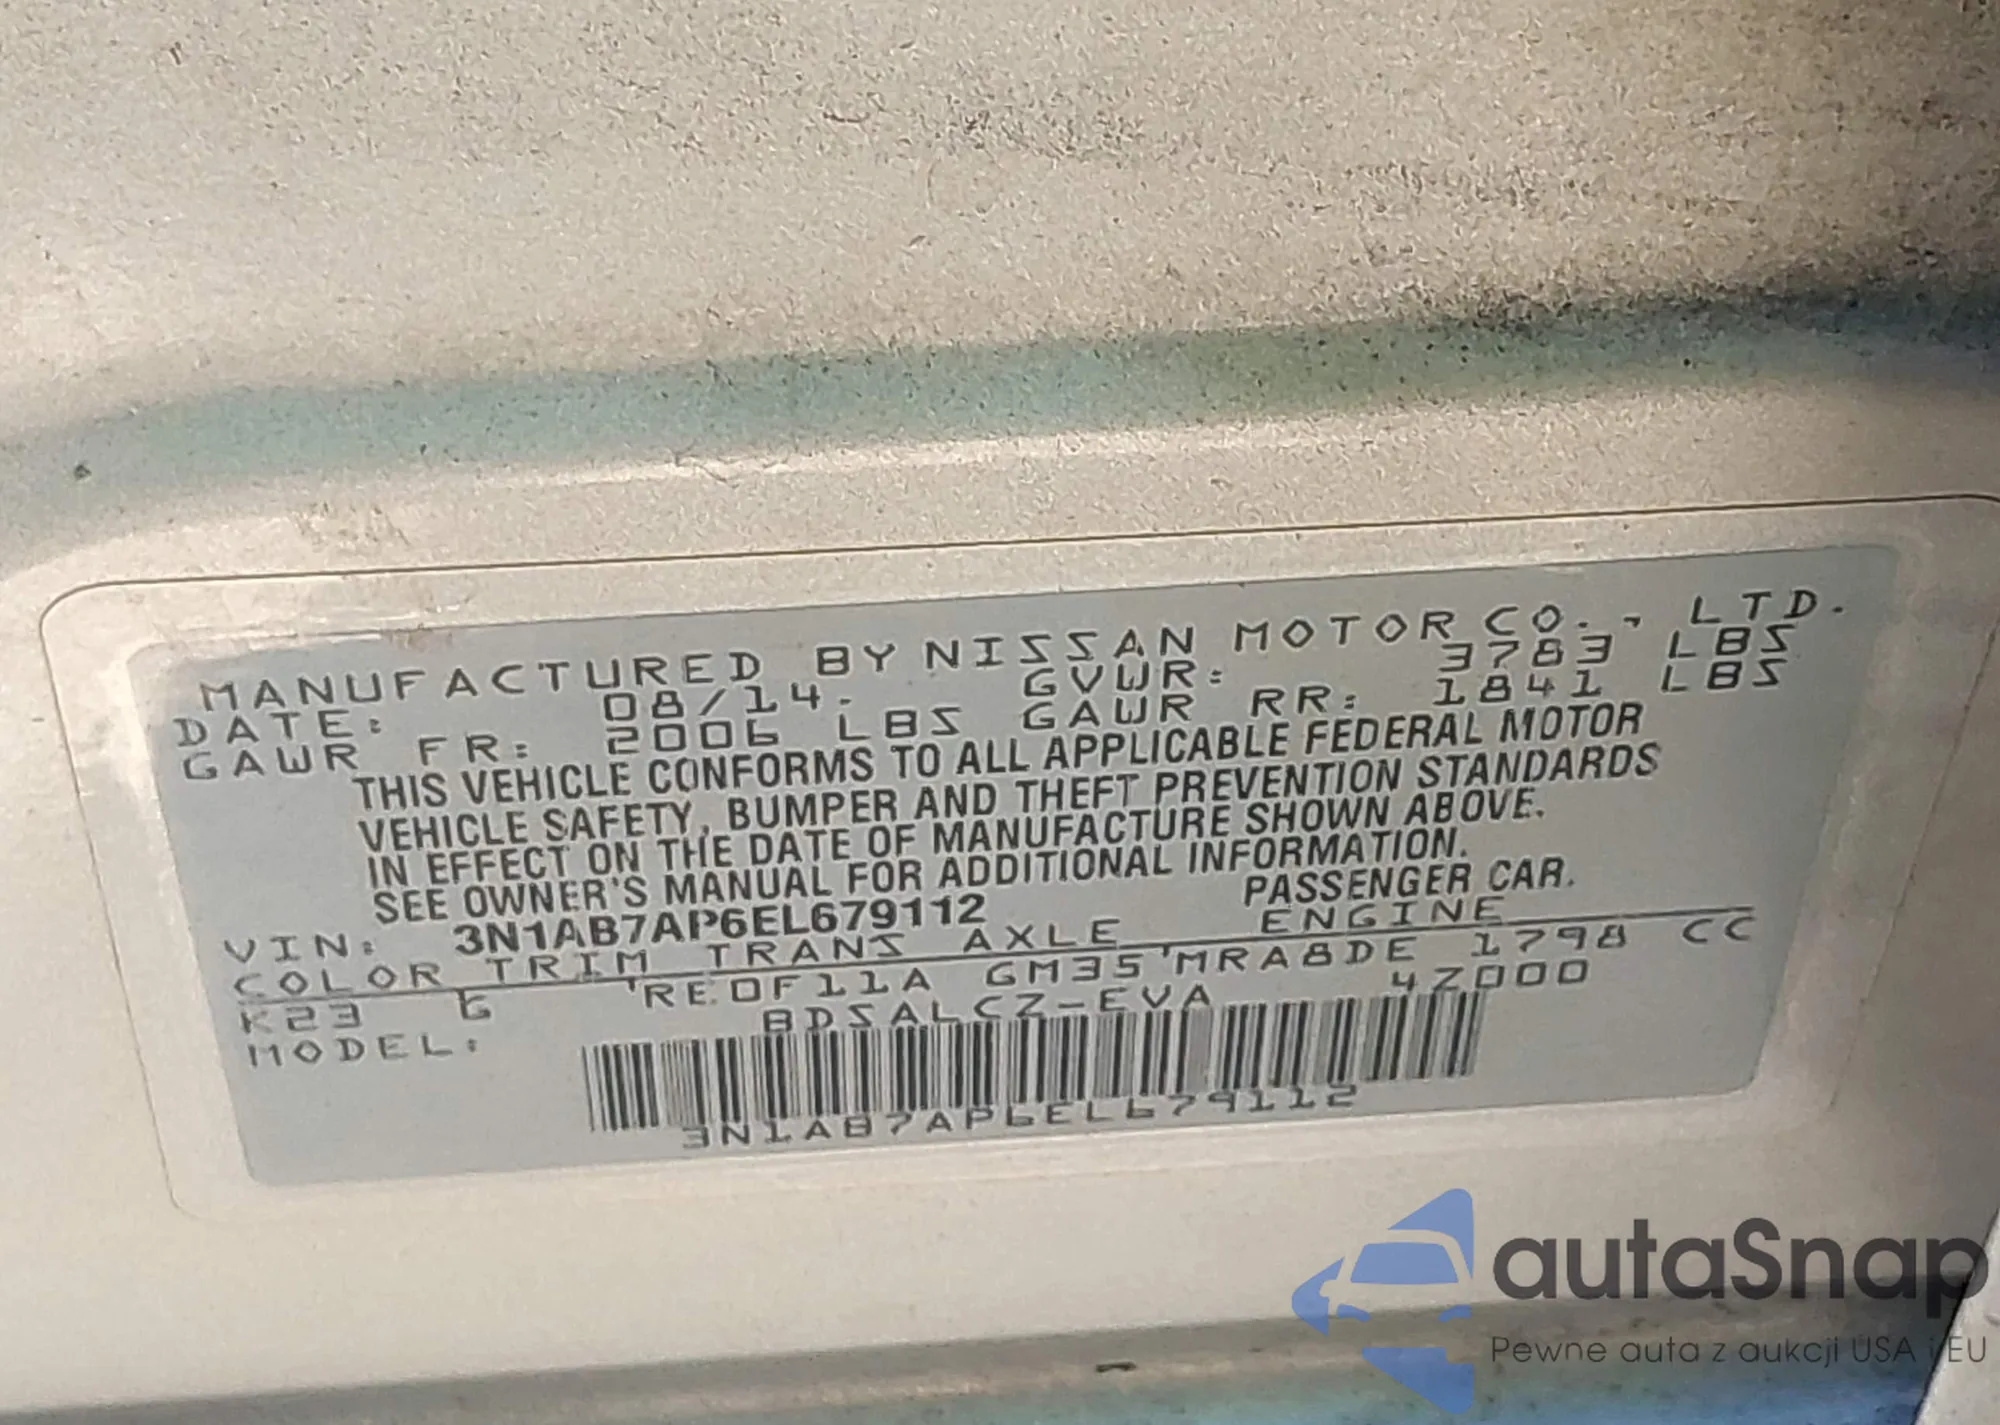 MANUFACTURED BY NISSAN MOTOR CO., LTD.
DATE: 08/14. GVWR: 3783 LBS
GAWR FR: 2006 LBS GAWR RR: 1841 LBS
THIS VEHICLE CONFORMS TO ALL APPLICABLE FEDERAL MOTOR
VEHICLE SAFETY, BUMPER AND THEFT PREVENTION STANDARDS
IN EFFECT ON THE DATE OF MANUFACTURE SHOWN ABOVE.
SEE OWNER'S MANUAL FOR ADDITIONAL INFORMATION.
VIN: 3N1AB7AP6EL679112 PASSENGER CAR.
COLOR TRIM TRANS AXLE ENGINE
K23 G RE0F11A GM35 MRA8DE 1798 CC
MODEL: BDSALCZ-EVA 4Z000
3N1AB7AP6EL679112
autaSnap
Pewne auta z aukcji USA i EU